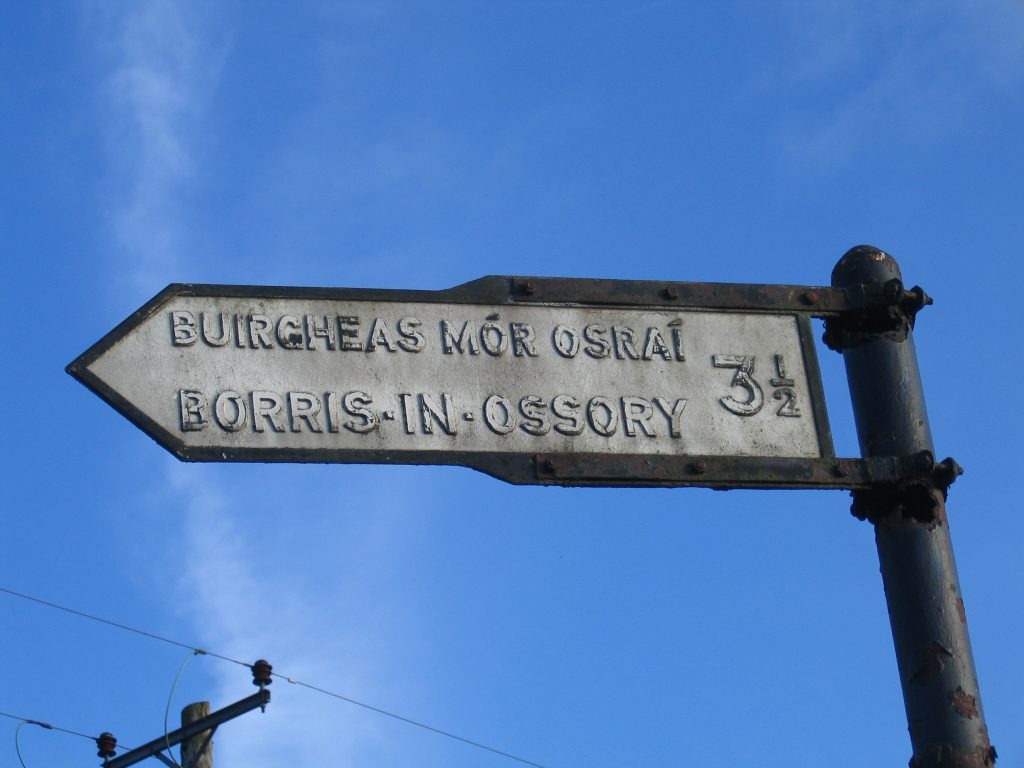 BUIRGHEAS MÓR OSRAÍ
BORRIS-IN-OSSORY
3½